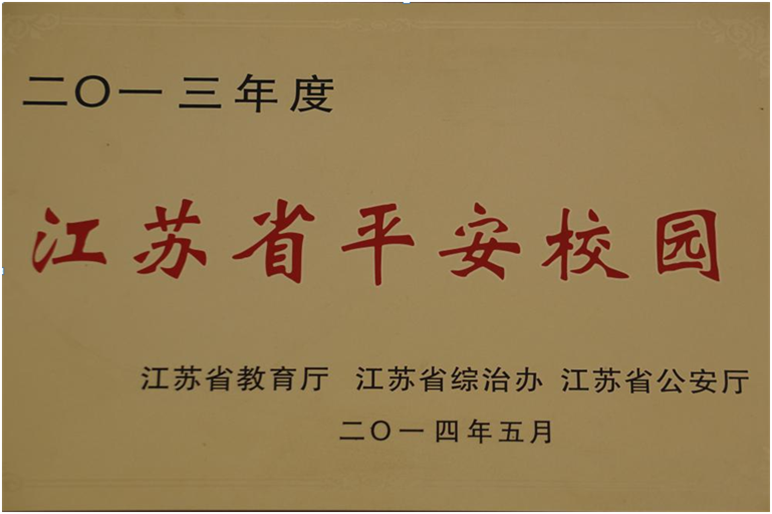 二〇一三年度
江苏省平安校园
江苏省教育厅 江苏省综治办 江苏省公安厅
二〇一四年五月